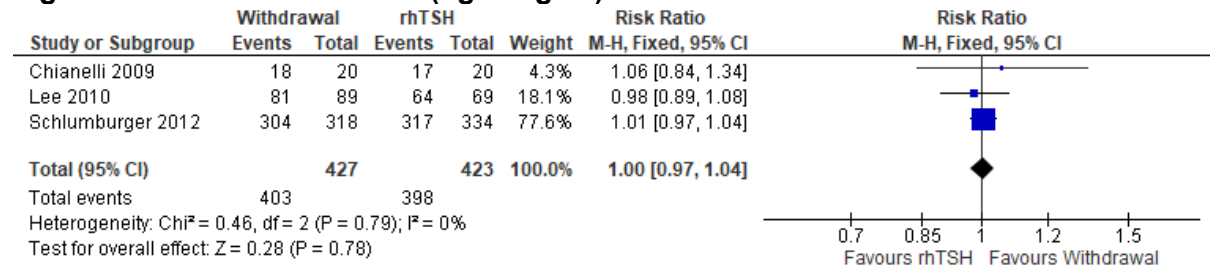 Withdrawal rhTSH Risk Ratio Risk Ratio
Study or Subgroup Events Total Events Total Weight M-H, Fixed, 95% CI M-H, Fixed, 95% CI
Chianelli 2009 18 20 17 20 4.3% 1.06 [0.84, 1.34]
Lee 2010 81 89 64 69 18.1% 0.98 [0.89, 1.08]
Schlumburger 2012 304 318 317 334 77.6% 1.01 [0.97, 1.04]
Total (95% CI) 427 423 100.0% 1.00 [0.97, 1.04]
Total events 403 398
Heterogeneity: Chi² = 0.46, df = 2 (P = 0.79); I² = 0%
Test for overall effect: Z = 0.28 (P = 0.78)
0.7 0.85 1 1.2 1.5
Favours rhTSH Favours Withdrawal